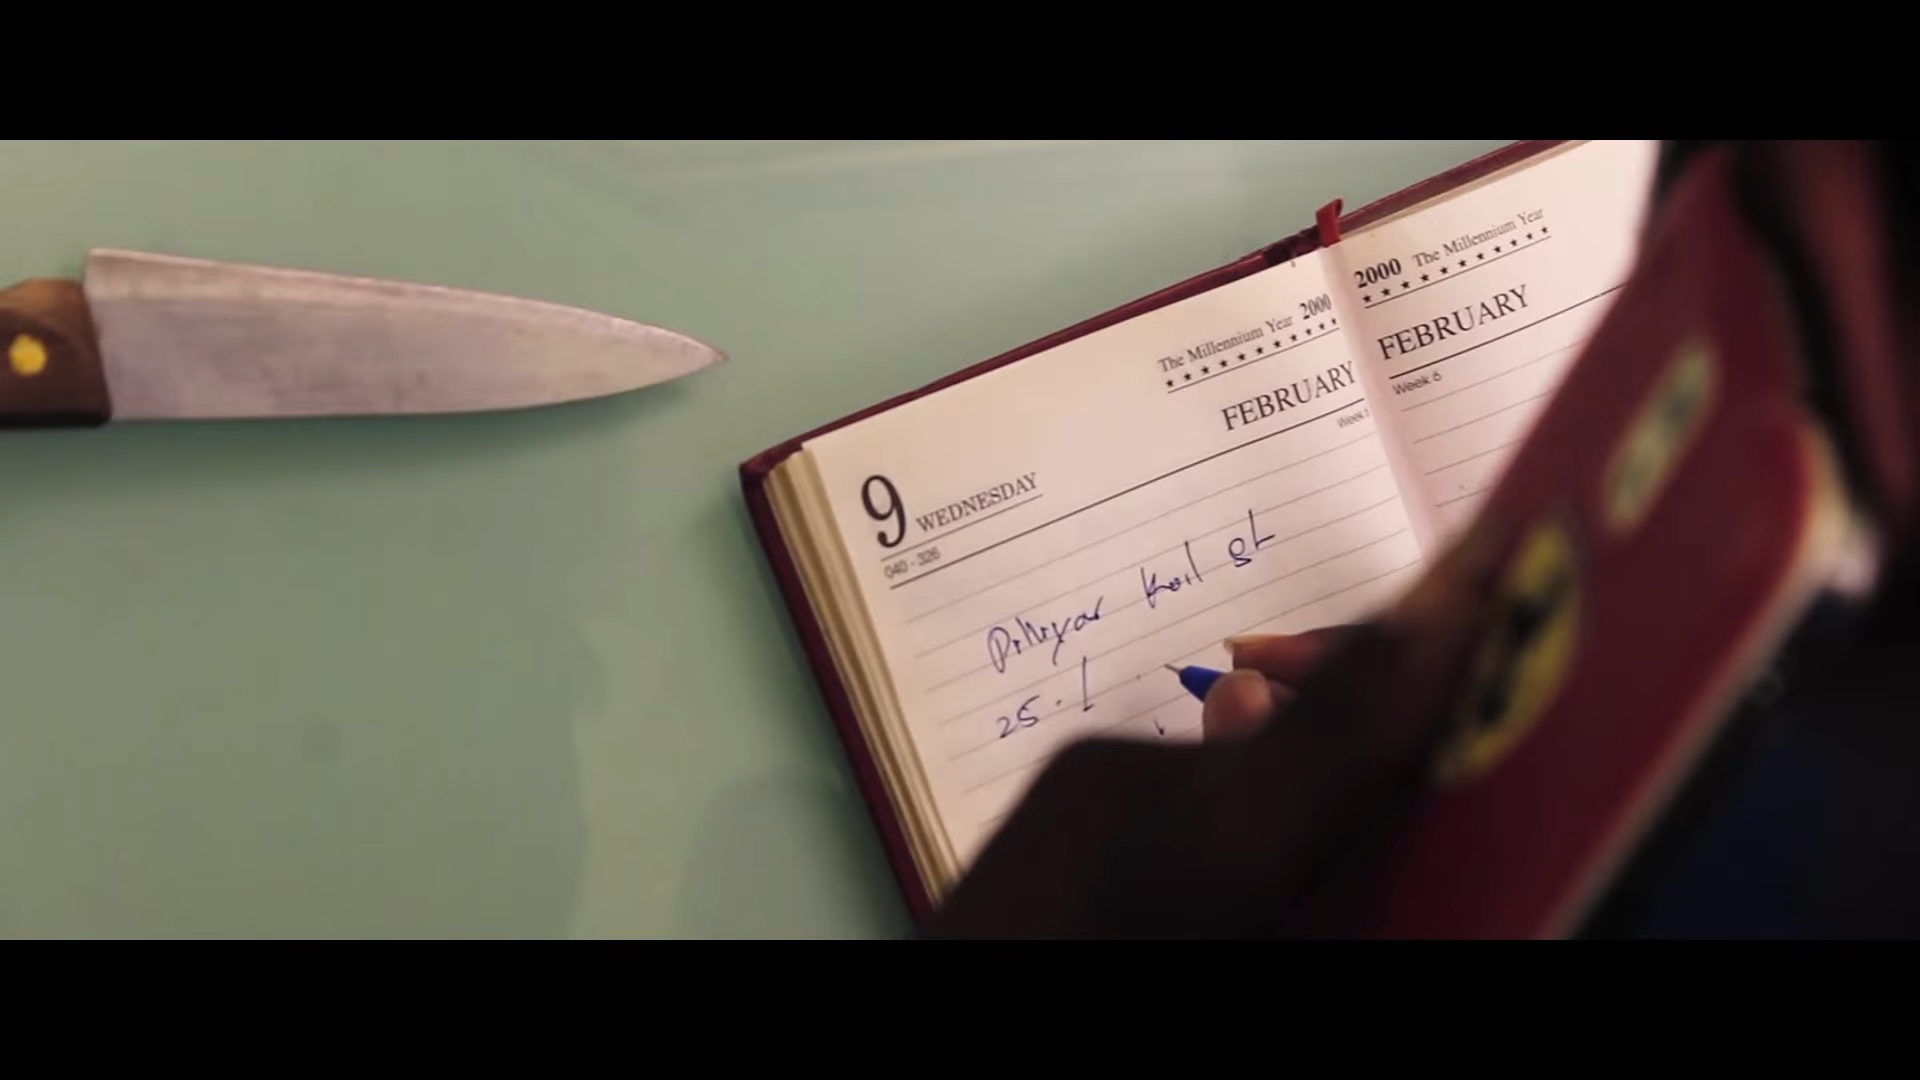 The Millennium Year 2000
FEBRUARY
Week
9 WEDNESDAY
040 - 326
Pilliyar Koil St
25.
2000 The Millennium Year
FEBRUARY
Week 6